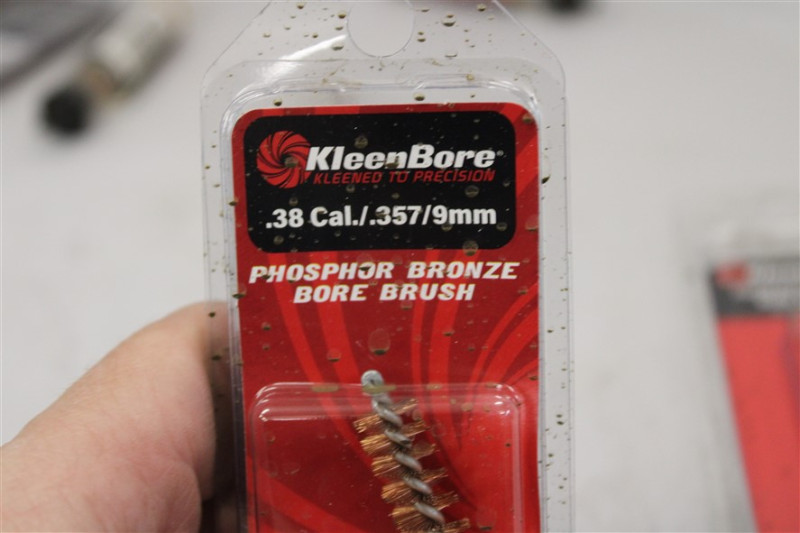 KleenBore
KLEENED TO PRECISION
.38 Cal./.357/9mm
PHOSPHOR BRONZE
BORE BRUSH